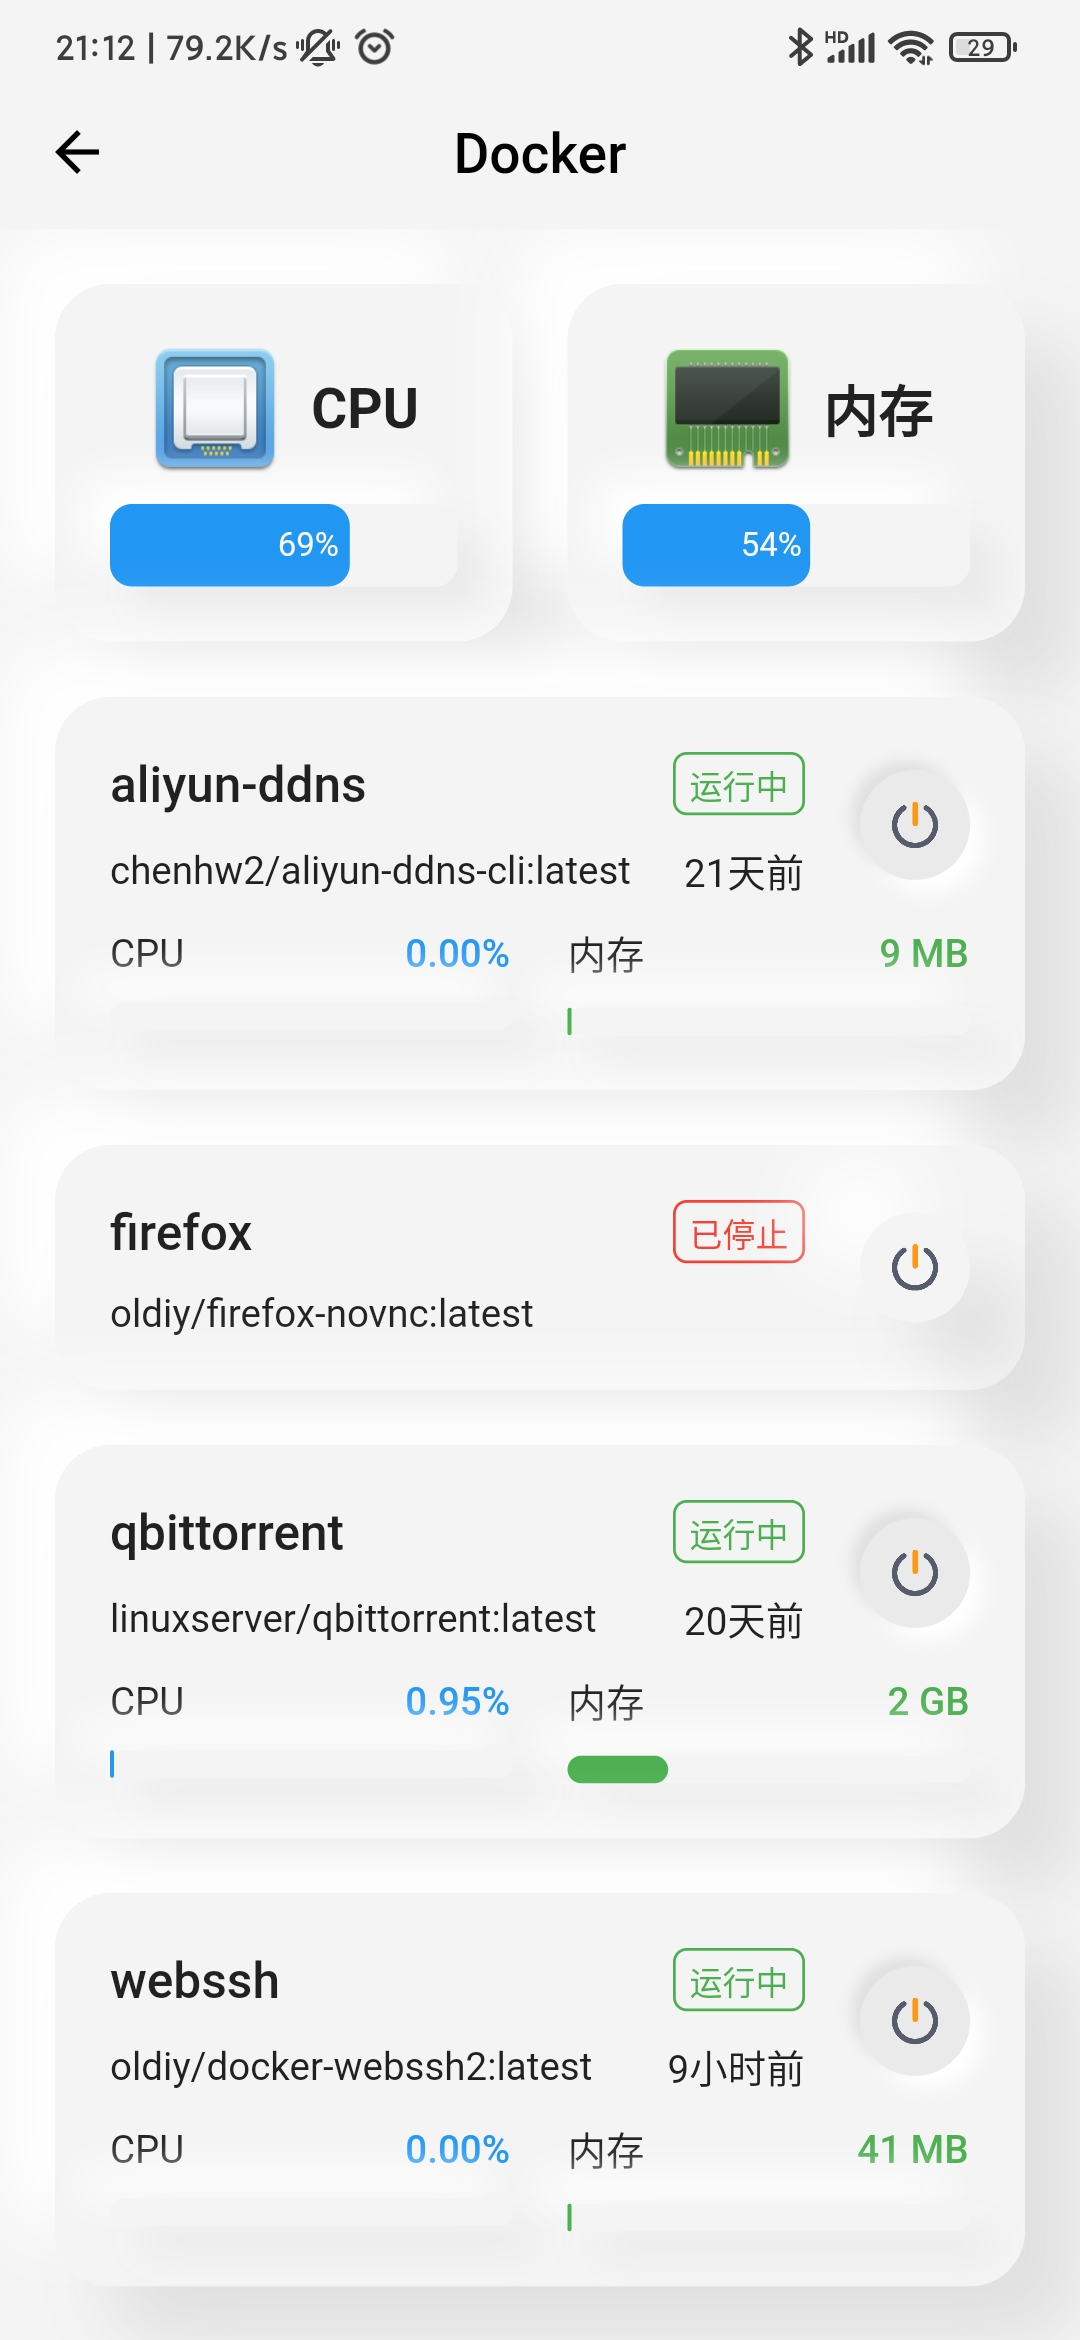 21:12 | 79.2K/s HD 29
Docker
CPU
69%
内存
54%
aliyun-ddns 运行中
chenhw2/aliyun-ddns-cli:latest 21天前
CPU 0.00% 内存 9 MB
firefox 已停止
oldiy/firefox-novnc:latest
qbittorrent 运行中
linuxserver/qbittorrent:latest 20天前
CPU 0.95% 内存 2 GB
webssh 运行中
oldiy/docker-webssh2:latest 9小时前
CPU 0.00% 内存 41 MB